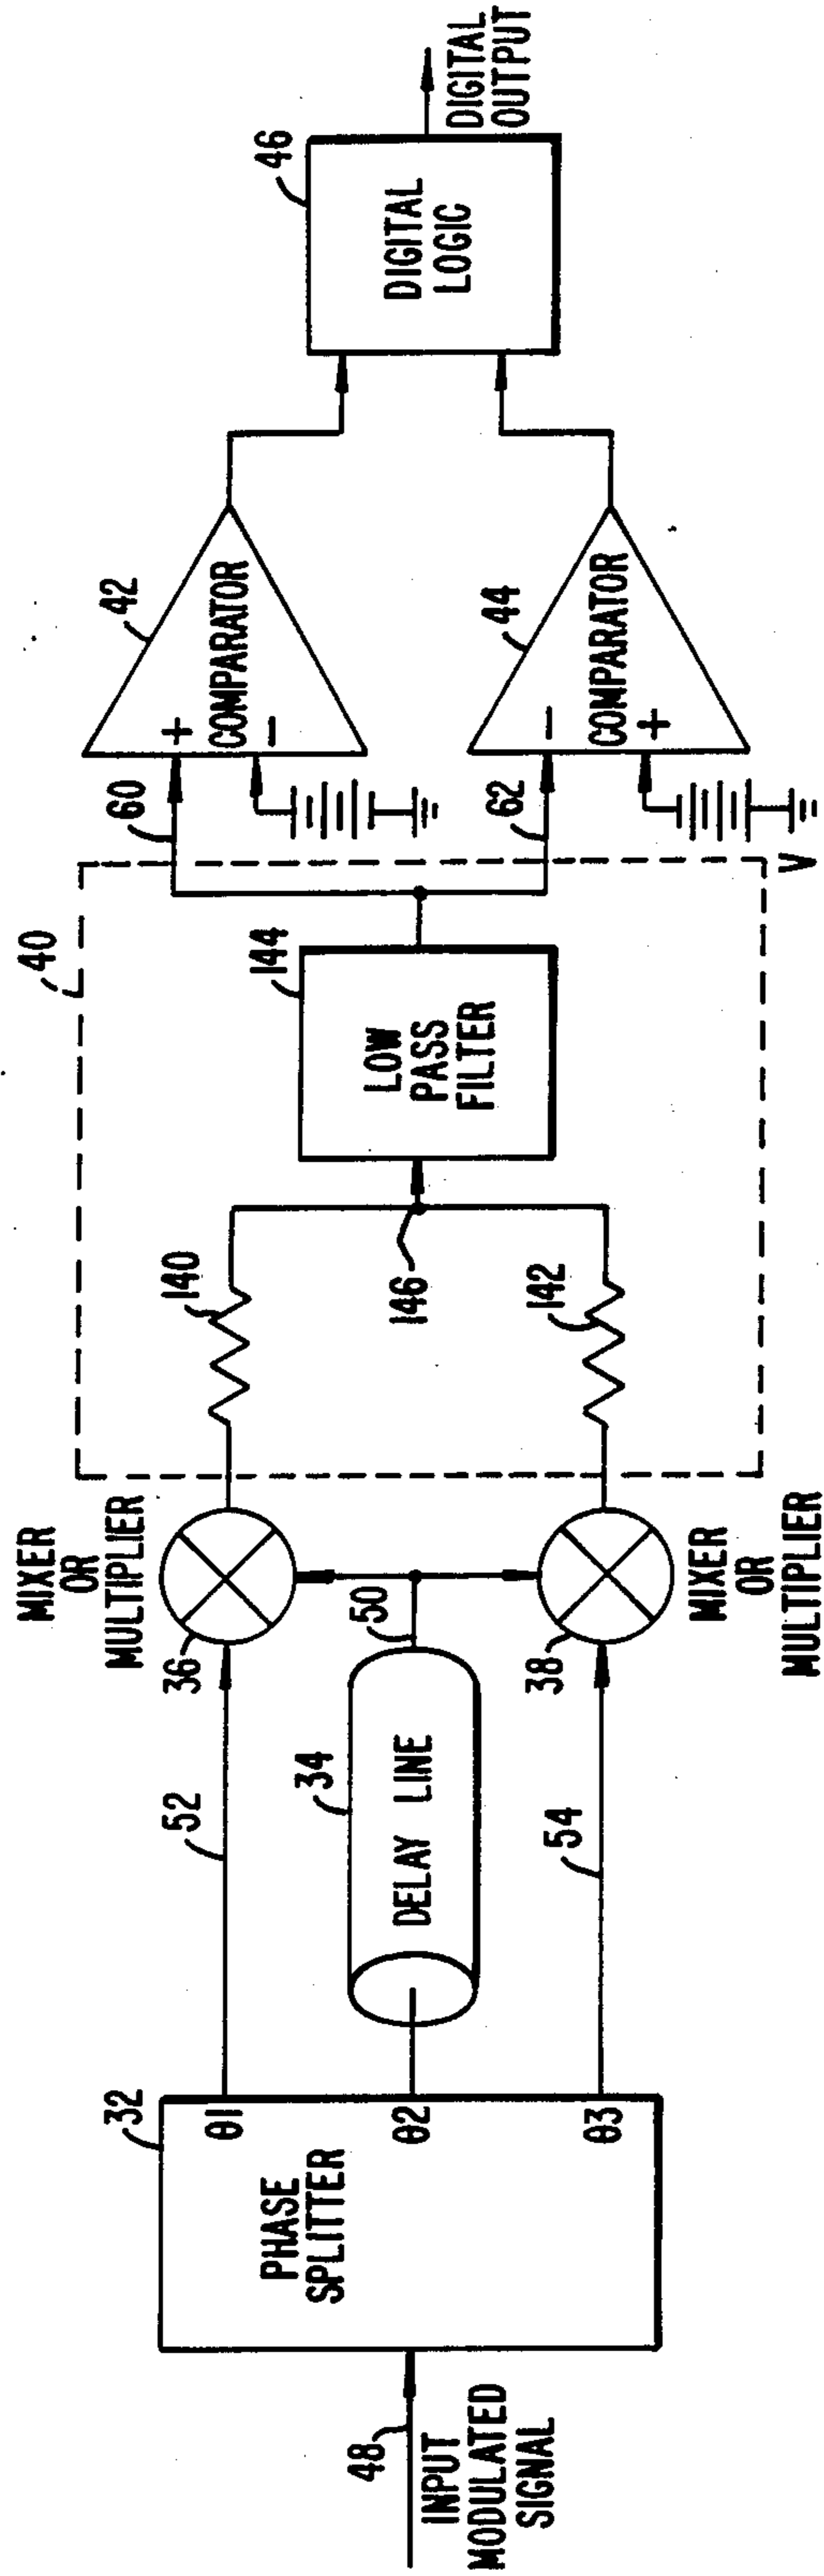 48
INPUT
MODULATED
SIGNAL
32
PHASE
SPLITTER
θ1
θ2
θ3
52
34
DELAY LINE
54
50
MIXER
OR
MULTIPLIER
36
38
MIXER
OR
MULTIPLIER
40
140
142
146
144
LOW
PASS
FILTER
V
60
62
42
+
COMPARATOR
−
44
−
COMPARATOR
+
46
DIGITAL
LOGIC
DIGITAL
OUTPUT